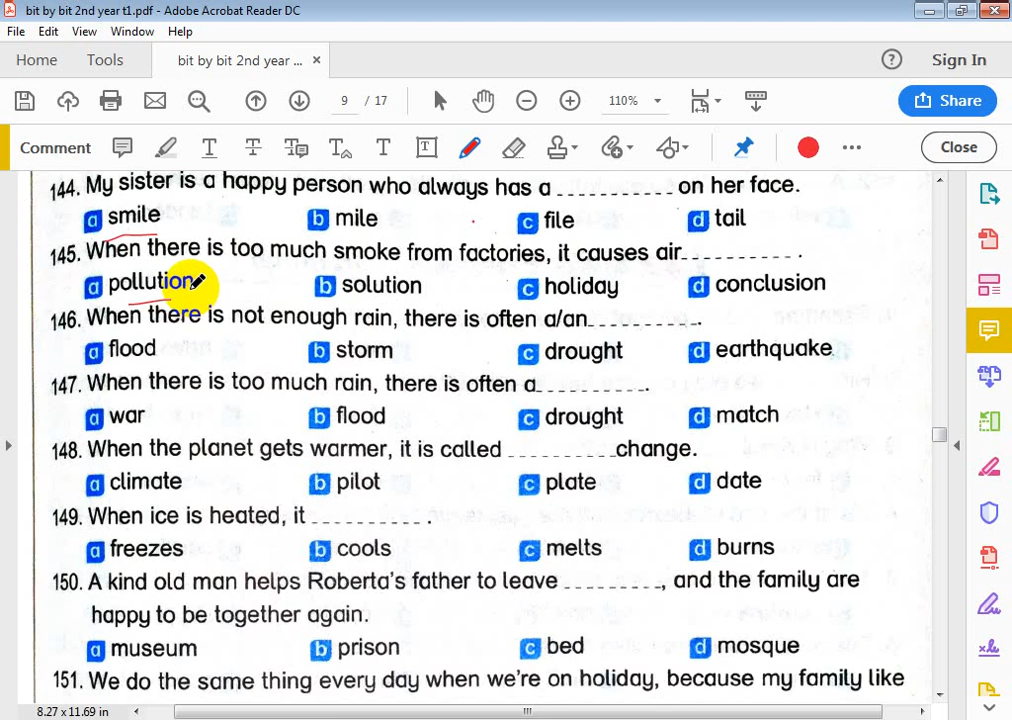 bit by bit 2nd year t1.pdf - Adobe Acrobat Reader DC
File Edit View Window Help
Home Tools bit by bit 2nd year ... × ? Sign In
9 / 17 110% Share
Comment Close
144. My sister is a happy person who always has a ------------ on her face.
a smile b mile c file d tail
145. When there is too much smoke from factories, it causes air ------------ .
a pollution b solution c holiday d conclusion
146. When there is not enough rain, there is often a/an ------------ .
a flood b storm c drought d earthquake
147. When there is too much rain, there is often a ------------ .
a war b flood c drought d match
148. When the planet gets warmer, it is called ------------ change.
a climate b pilot c plate d date
149. When ice is heated, it ------------ .
a freezes b cools c melts d burns
150. A kind old man helps Roberta's father to leave ------------ , and the family are
happy to be together again.
a museum b prison c bed d mosque
151. We do the same thing every day when we're on holiday, because my family like
8.27 x 11.69 in